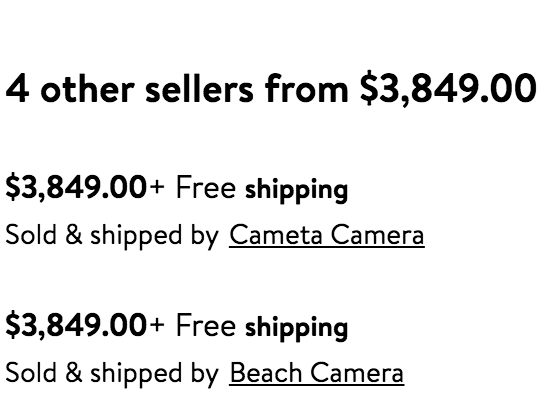 4 other sellers from $3,849.00
$3,849.00+ Free shipping
Sold & shipped by Cameta Camera
$3,849.00+ Free shipping
Sold & shipped by Beach Camera